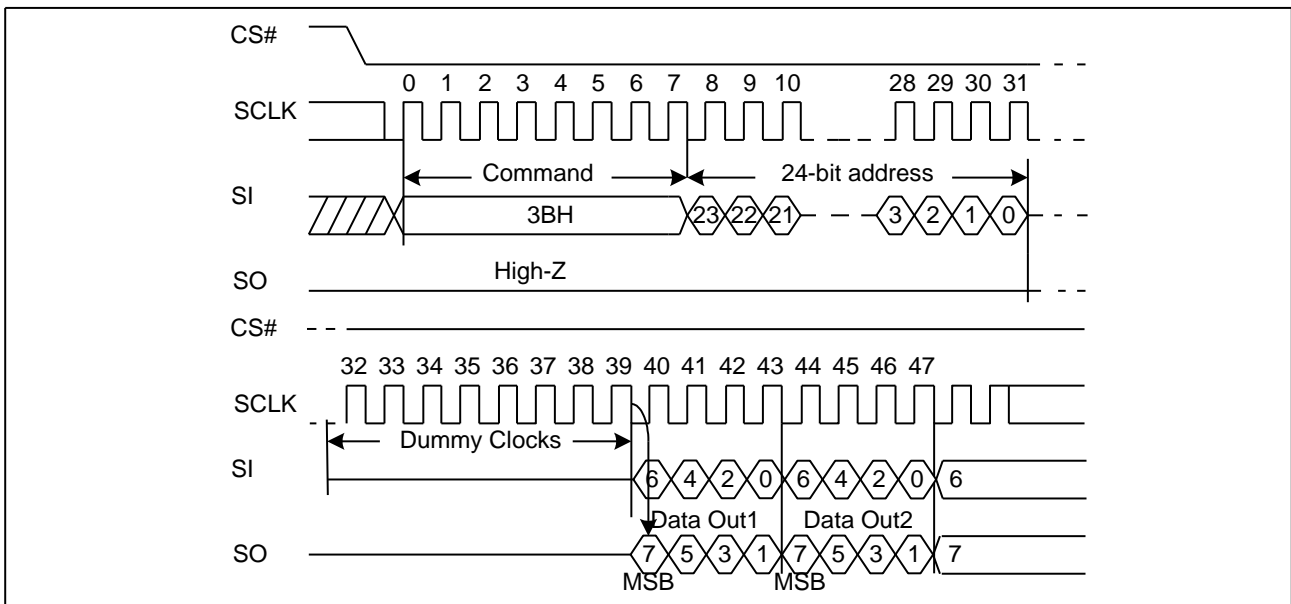 CS#
0 1 2 3 4 5 6 7 8 9 10 28 29 30 31
SCLK
Command 24-bit address
SI
3BH 23 22 21 3 2 1 0
High-Z
SO
CS#
32 33 34 35 36 37 38 39 40 41 42 43 44 45 46 47
SCLK
Dummy Clocks
SI 6 4 2 0 6 4 2 0 6
Data Out1 Data Out2
SO 7 5 3 1 7 5 3 1 7
MSB MSB